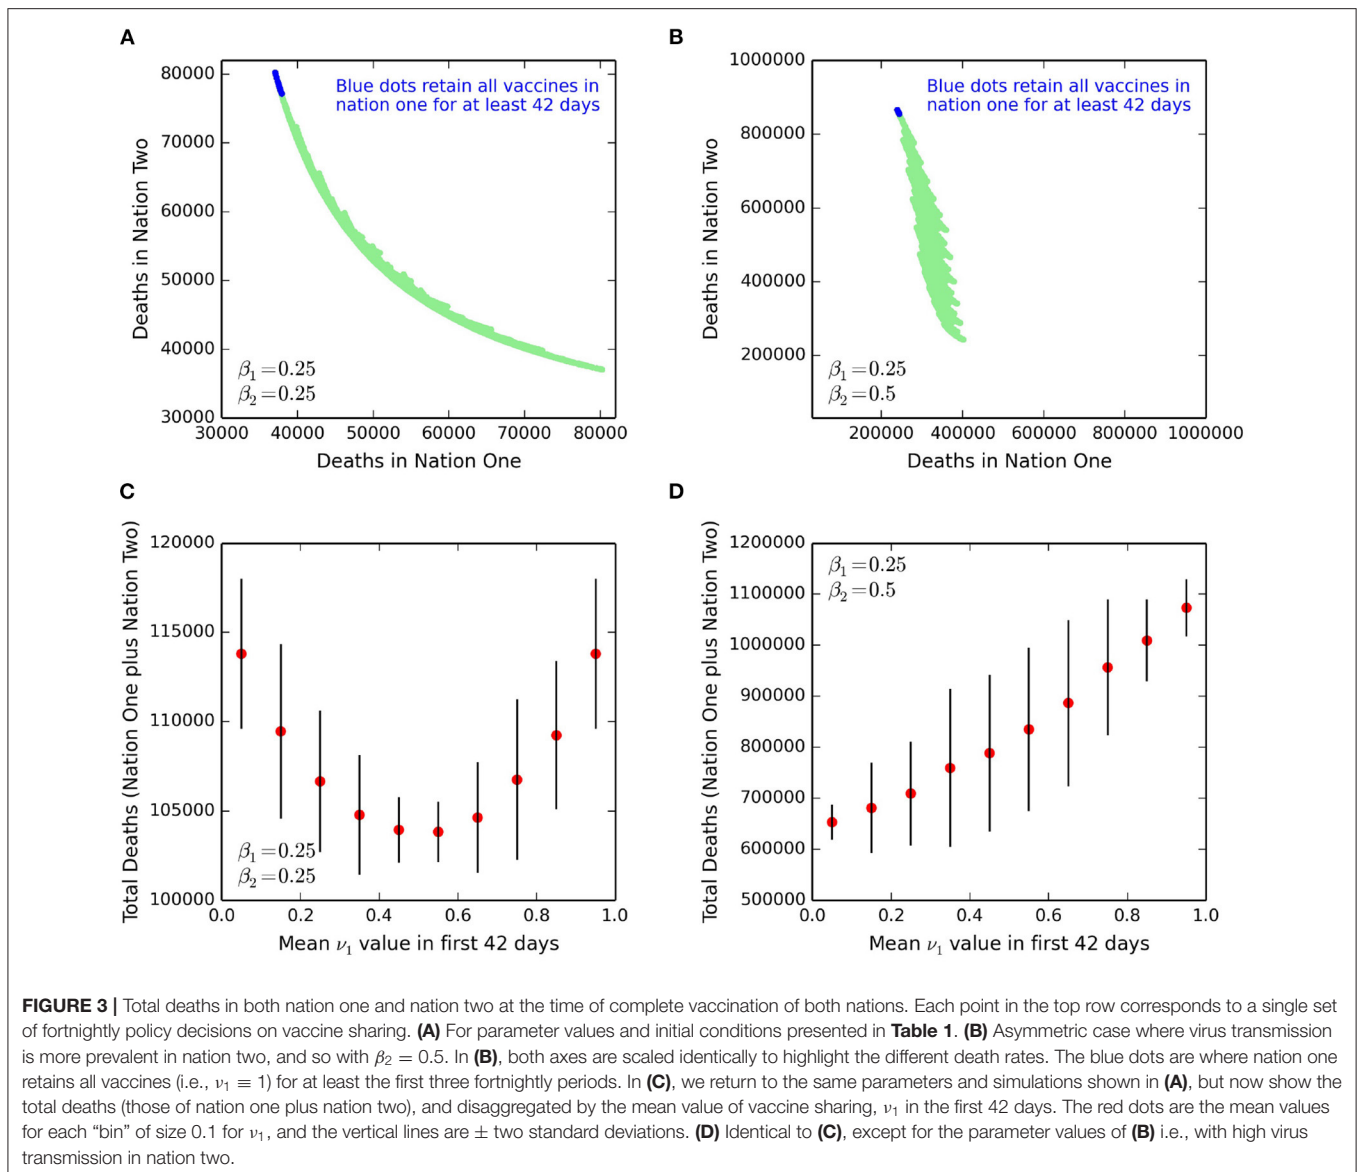 A
80000
70000
60000
50000
40000
30000
Deaths in Nation Two
Blue dots retain all vaccines in
nation one for at least 42 days
β1=0.25
β2=0.25
30000 40000 50000 60000 70000 80000
Deaths in Nation One
B
1000000
800000
600000
400000
200000
Deaths in Nation Two
Blue dots retain all vaccines in
nation one for at least 42 days
β1=0.25
β2=0.5
200000 400000 600000 800000 1000000
Deaths in Nation One
C
120000
115000
110000
105000
100000
Total Deaths (Nation One plus Nation Two)
β1=0.25
β2=0.25
0.0 0.2 0.4 0.6 0.8 1.0
Mean ν1 value in first 42 days
D
1200000
1100000
1000000
900000
800000
700000
600000
500000
Total Deaths (Nation One plus Nation Two)
β1=0.25
β2=0.5
0.0 0.2 0.4 0.6 0.8 1.0
Mean ν1 value in first 42 days
FIGURE 3 | Total deaths in both nation one and nation two at the time of complete vaccination of both nations. Each point in the top row corresponds to a single set
of fortnightly policy decisions on vaccine sharing. (A) For parameter values and initial conditions presented in Table 1. (B) Asymmetric case where virus transmission
is more prevalent in nation two, and so with β2 = 0.5. In (B), both axes are scaled identically to highlight the different death rates. The blue dots are where nation one
retains all vaccines (i.e., ν1 ≡ 1) for at least the first three fortnightly periods. In (C), we return to the same parameters and simulations shown in (A), but now show the
total deaths (those of nation one plus nation two), and disaggregated by the mean value of vaccine sharing, ν1 in the first 42 days. The red dots are the mean values
for each “bin” of size 0.1 for ν1, and the vertical lines are ± two standard deviations. (D) Identical to (C), except for the parameter values of (B) i.e., with high virus
transmission in nation two.